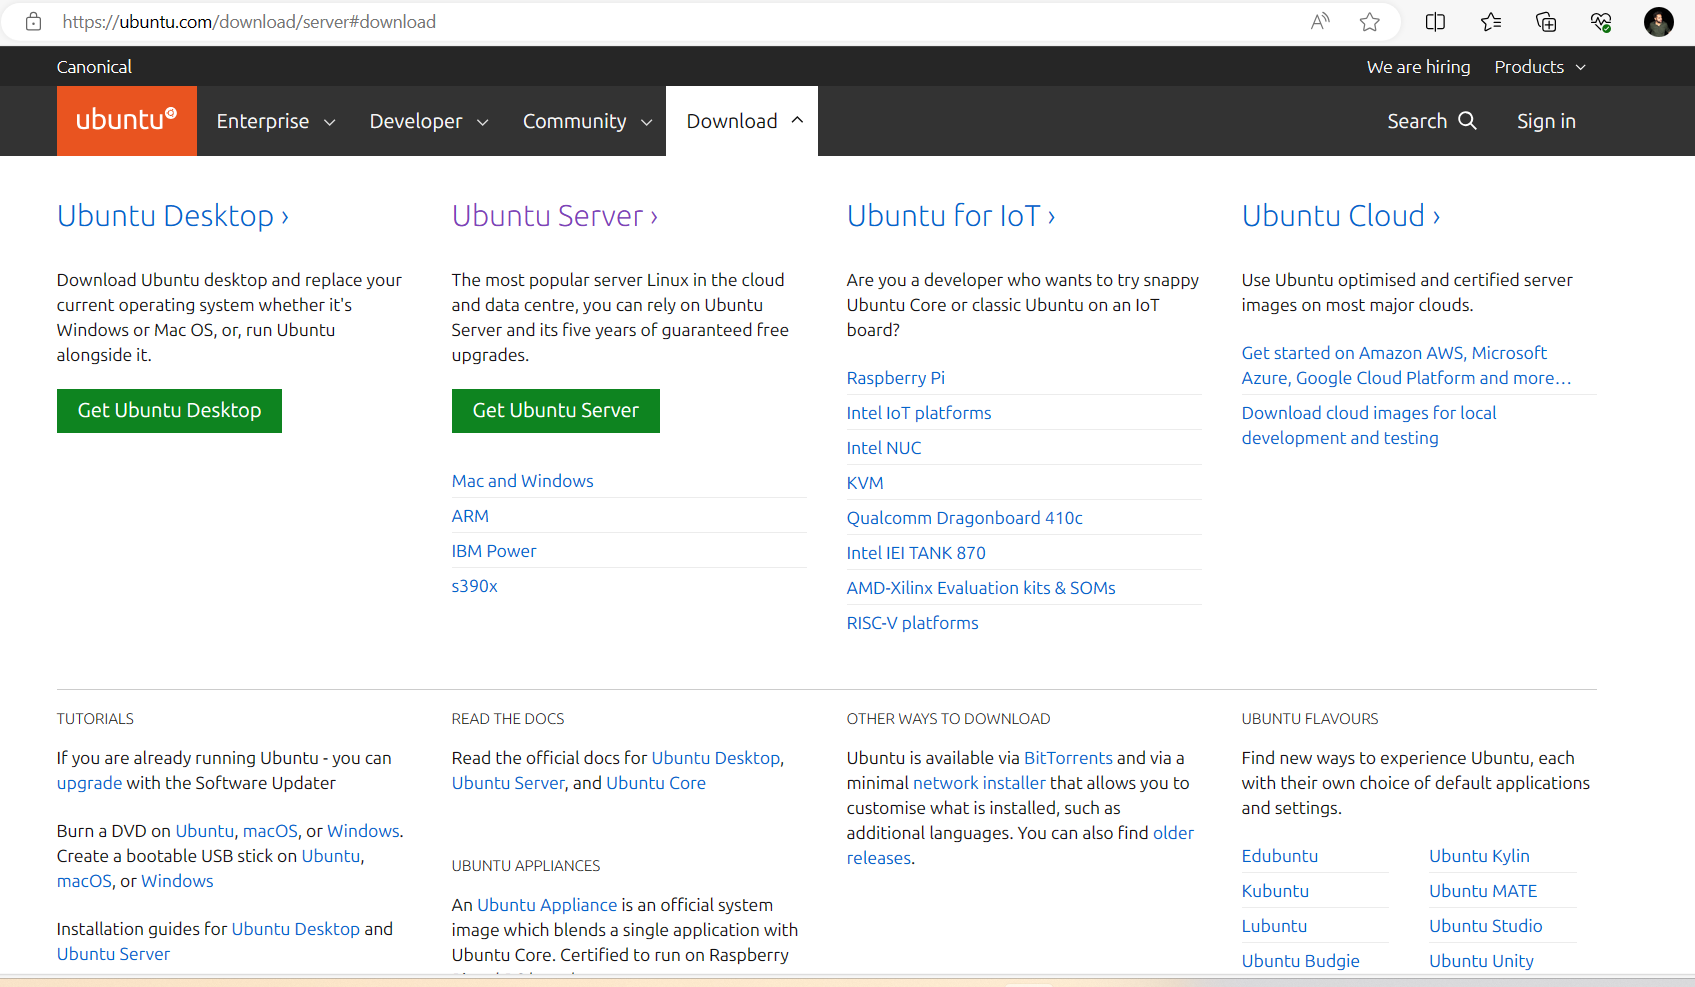 https://ubuntu.com/download/server#download
Canonical
We are hiring
Products
ubuntu
Enterprise
Developer
Community
Download
Search
Sign in
Ubuntu Desktop ›
Download Ubuntu desktop and replace your
current operating system whether it's
Windows or Mac OS, or, run Ubuntu
alongside it.
Get Ubuntu Desktop
Ubuntu Server ›
The most popular server Linux in the cloud
and data centre, you can rely on Ubuntu
Server and its five years of guaranteed free
upgrades.
Get Ubuntu Server
Mac and Windows
ARM
IBM Power
s390x
Ubuntu for IoT ›
Are you a developer who wants to try snappy
Ubuntu Core or classic Ubuntu on an IoT
board?
Raspberry Pi
Intel IoT platforms
Intel NUC
KVM
Qualcomm Dragonboard 410c
Intel IEI TANK 870
AMD-Xilinx Evaluation kits & SOMs
RISC-V platforms
Ubuntu Cloud ›
Use Ubuntu optimised and certified server
images on most major clouds.
Get started on Amazon AWS, Microsoft
Azure, Google Cloud Platform and more…
Download cloud images for local
development and testing
TUTORIALS
If you are already running Ubuntu - you can
upgrade with the Software Updater
Burn a DVD on Ubuntu, macOS, or Windows.
Create a bootable USB stick on Ubuntu,
macOS, or Windows
Installation guides for Ubuntu Desktop and
Ubuntu Server
READ THE DOCS
Read the official docs for Ubuntu Desktop,
Ubuntu Server, and Ubuntu Core
UBUNTU APPLIANCES
An Ubuntu Appliance is an official system
image which blends a single application with
Ubuntu Core. Certified to run on Raspberry
OTHER WAYS TO DOWNLOAD
Ubuntu is available via BitTorrents and via a
minimal network installer that allows you to
customise what is installed, such as
additional languages. You can also find older
releases.
UBUNTU FLAVOURS
Find new ways to experience Ubuntu, each
with their own choice of default applications
and settings.
Edubuntu
Kubuntu
Lubuntu
Ubuntu Budgie
Ubuntu Kylin
Ubuntu MATE
Ubuntu Studio
Ubuntu Unity